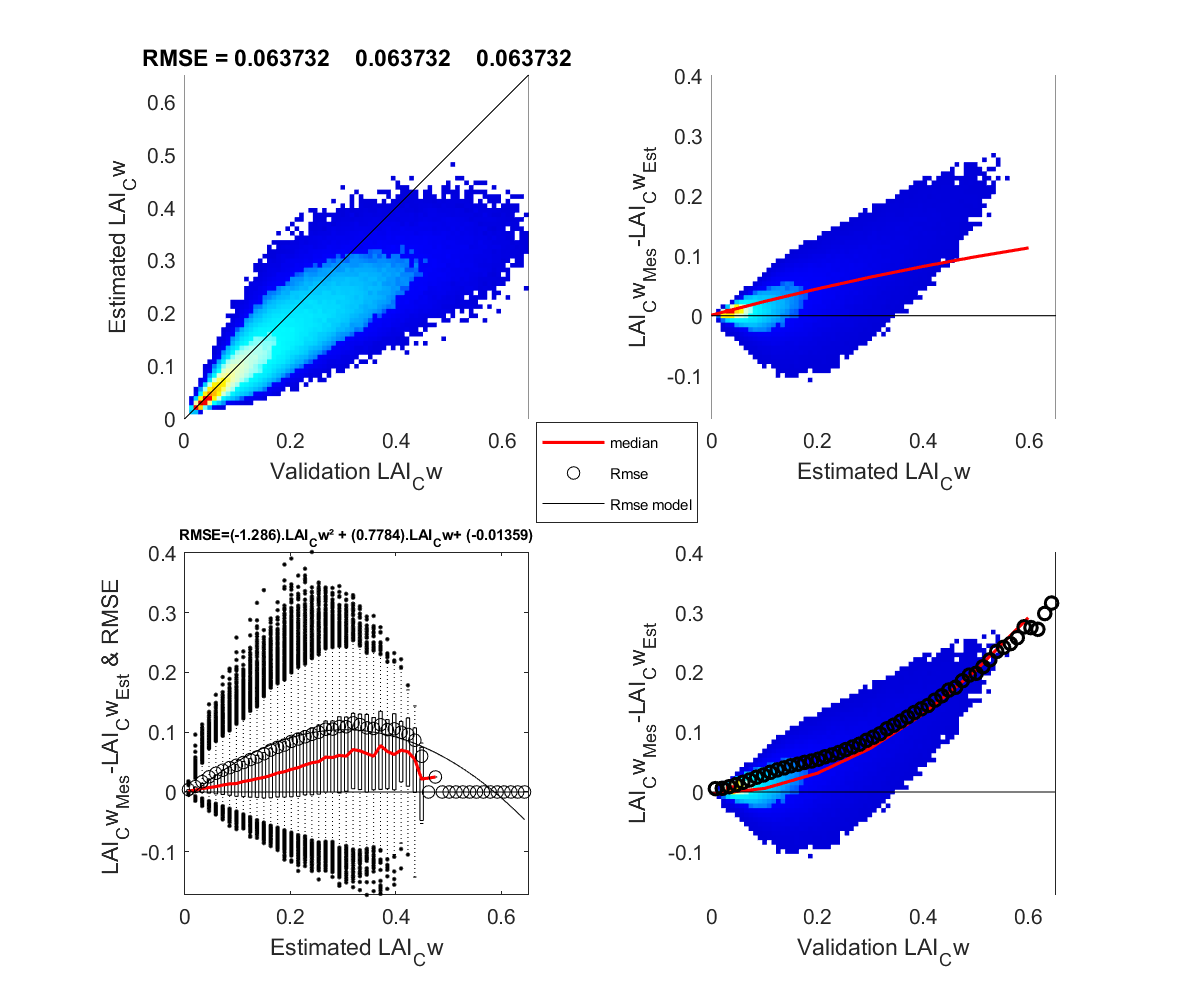 RMSE = 0.063732 0.063732 0.063732
0.6
0.5
0.4
0.3
0.2
0.1
0
0 0.2 0.4 0.6
Estimated LAI_Cw
Validation LAI_Cw
0.4
0.3
0.2
0.1
0
-0.1
0 0.2 0.4 0.6
LAI_Cw_Mes-LAI_Cw_Est
Estimated LAI_Cw
median
Rmse
Rmse model
RMSE=(-1.286).LAI_Cw² + (0.7784).LAI_Cw+ (-0.01359)
0.4
0.3
0.2
0.1
0
-0.1
0 0.2 0.4 0.6
LAI_Cw_Mes-LAI_Cw_Est & RMSE
Estimated LAI_Cw
0.4
0.3
0.2
0.1
0
-0.1
0 0.2 0.4 0.6
LAI_Cw_Mes-LAI_Cw_Est
Validation LAI_Cw